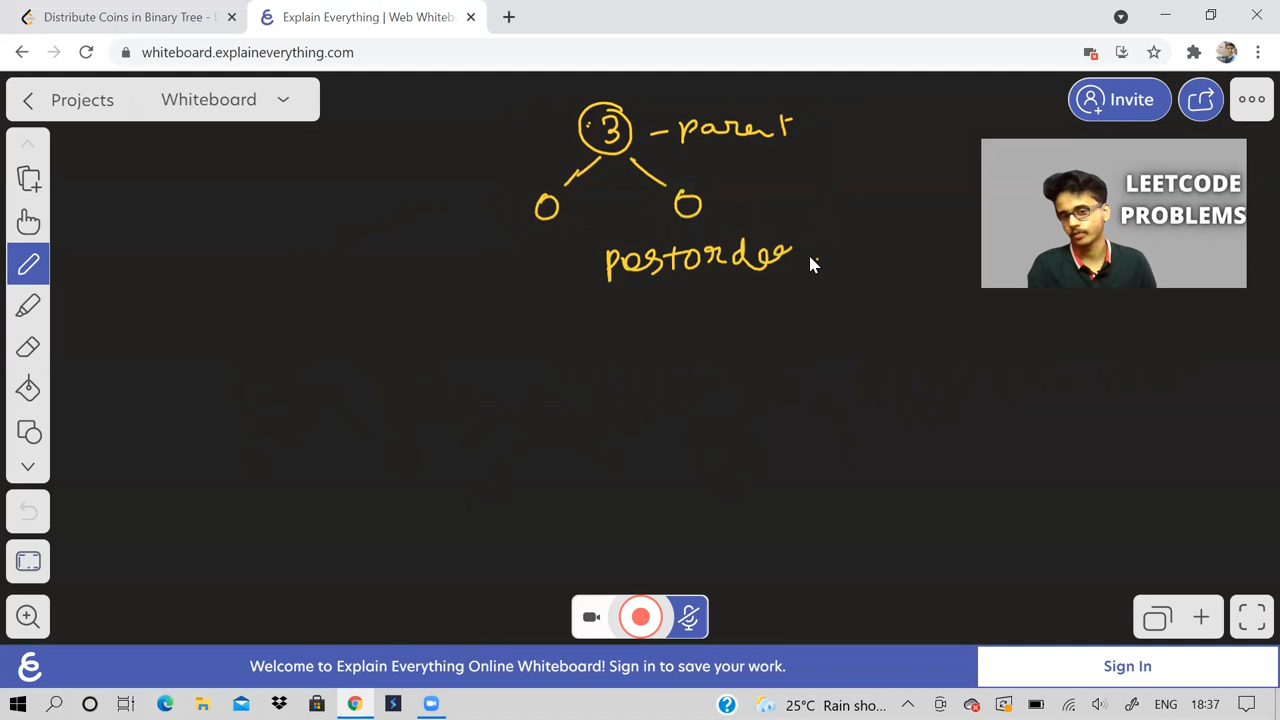 Distribute Coins in Binary Tree - L
Explain Everything | Web Whiteb
whiteboard.explaineverything.com
Projects Whiteboard
Invite
3 - parent
0 0
postorder
LEETCODE
PROBLEMS
Welcome to Explain Everything Online Whiteboard! Sign in to save your work.
Sign In
25°C Rain sho... ENG 18:37